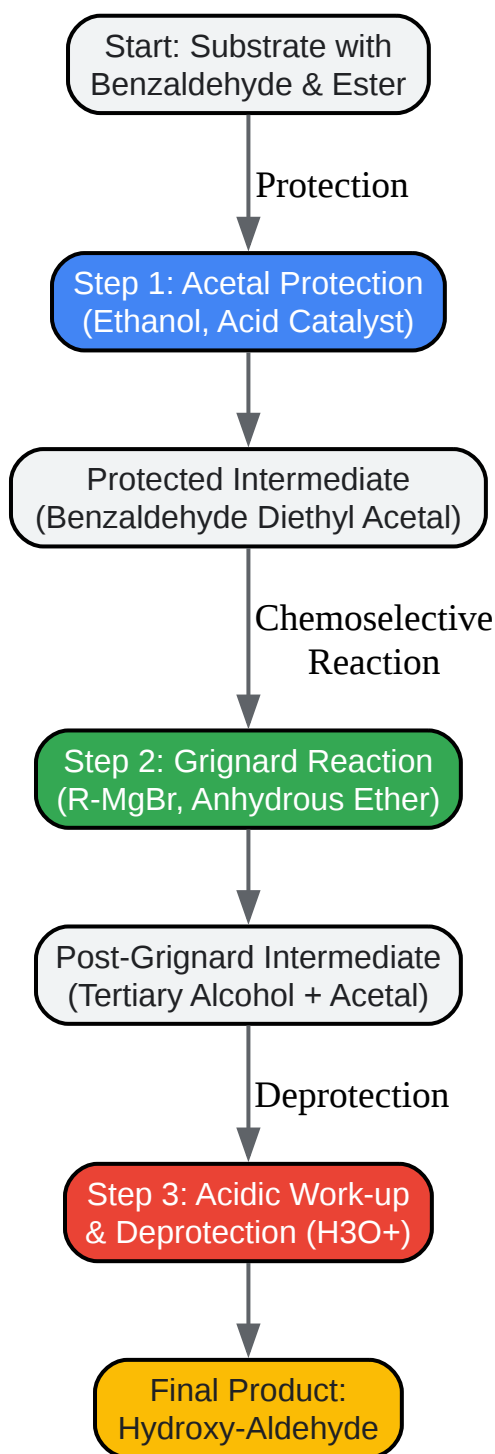 Start: Substrate with
Benzaldehyde & Ester
Protection
Step 1: Acetal Protection
(Ethanol, Acid Catalyst)
Protected Intermediate
(Benzaldehyde Diethyl Acetal)
Chemoselective
Reaction
Step 2: Grignard Reaction
(R-MgBr, Anhydrous Ether)
Post-Grignard Intermediate
(Tertiary Alcohol + Acetal)
Deprotection
Step 3: Acidic Work-up
& Deprotection (H3O+)
Final Product:
Hydroxy-Aldehyde